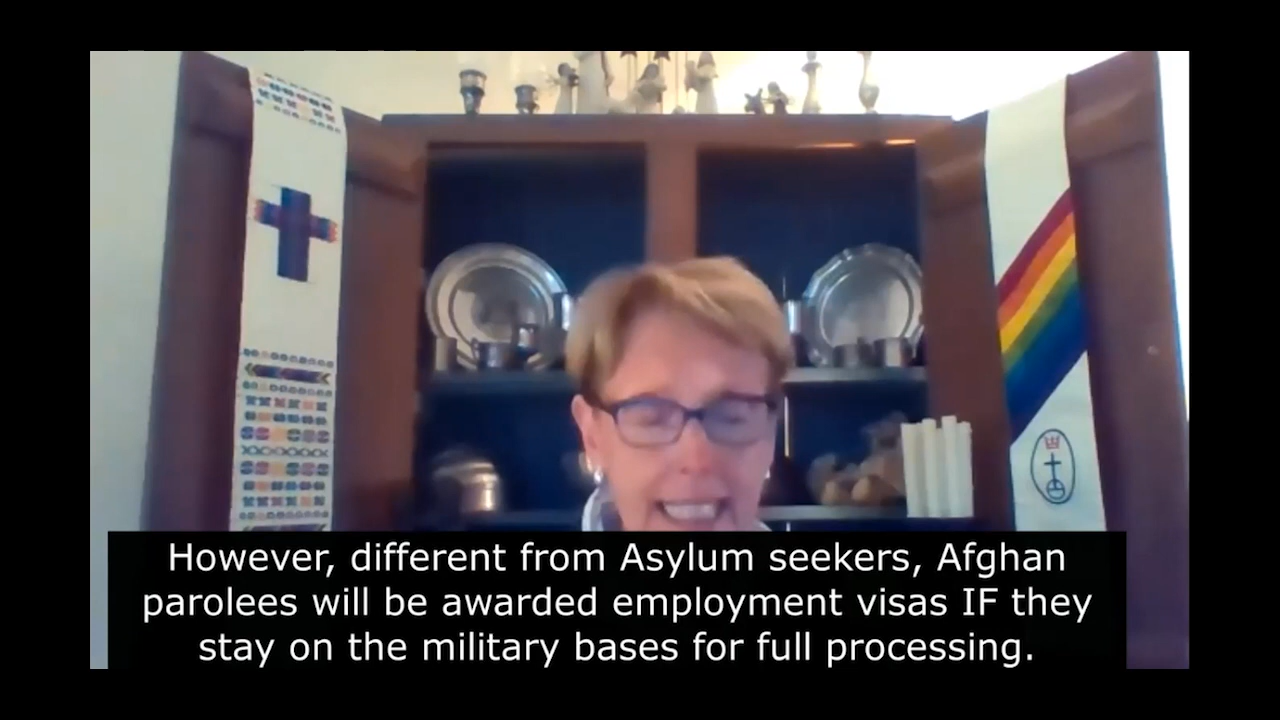 However, different from Asylum seekers, Afghan
parolees will be awarded employment visas IF they
stay on the military bases for full processing.